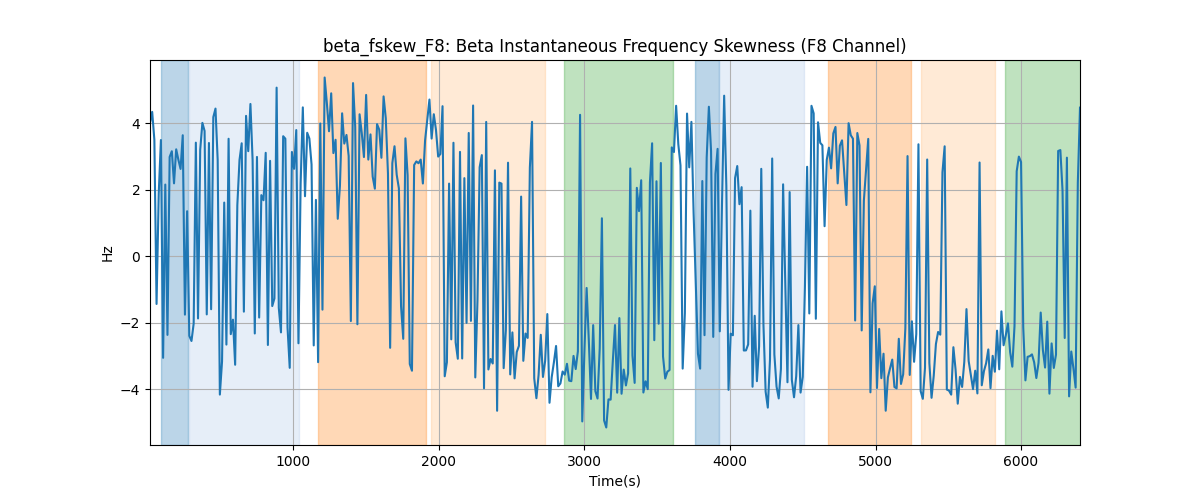 beta_fskew_F8: Beta Instantaneous Frequency Skewness (F8 Channel)
Hz
4
2
0
−2
−4
1000 2000 3000 4000 5000 6000
Time(s)